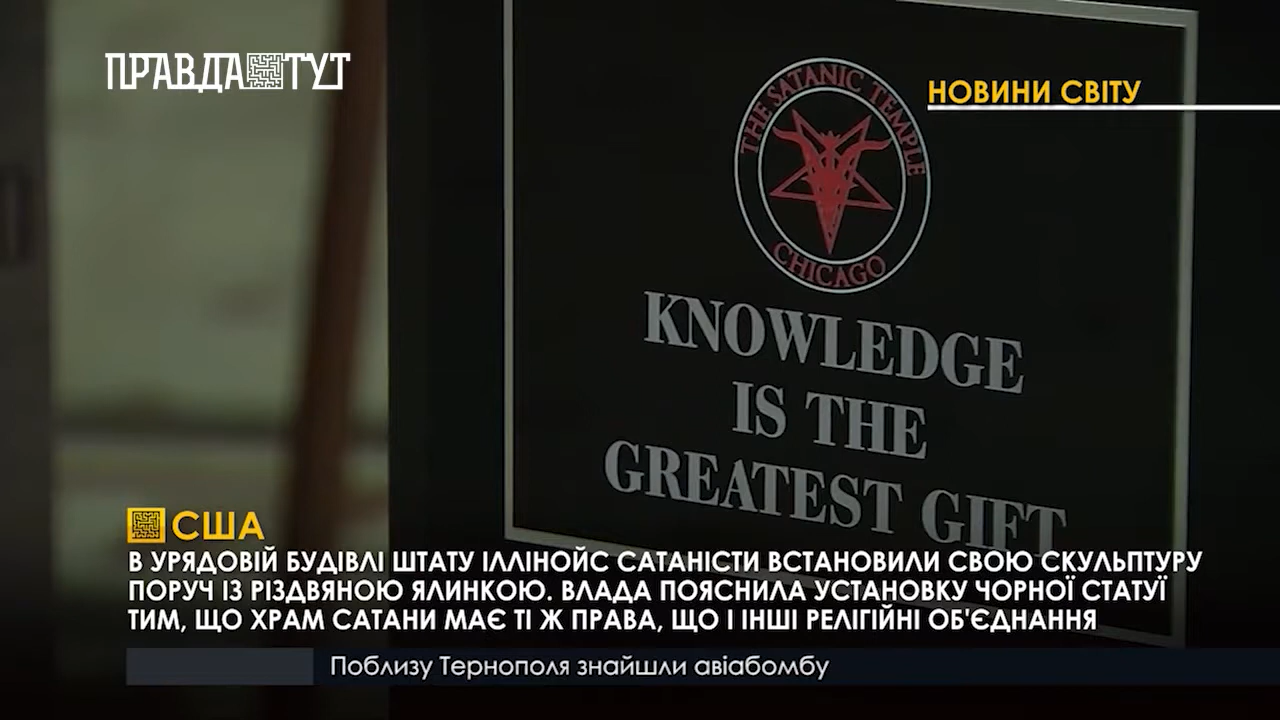 ПРАВДА ТУТ
НОВИНИ СВІТУ
THE SATANIC TEMPLE
CHICAGO
KNOWLEDGE
IS THE
GREATEST GIFT
США
В УРЯДОВІЙ БУДІВЛІ ШТАТУ ІЛЛІНОЙС САТАНІСТИ ВСТАНОВИЛИ СВОЮ СКУЛЬПТУРУ
ПОРУЧ ІЗ РІЗДВЯНОЮ ЯЛИНКОЮ. ВЛАДА ПОЯСНИЛА УСТАНОВКУ ЧОРНОЇ СТАТУЇ
ТИМ, ЩО ХРАМ САТАНИ МАЄ ТІ Ж ПРАВА, ЩО І ІНШІ РЕЛІГІЙНІ ОБ'ЄДНАННЯ
Поблизу Тернополя знайшли авіабомбу